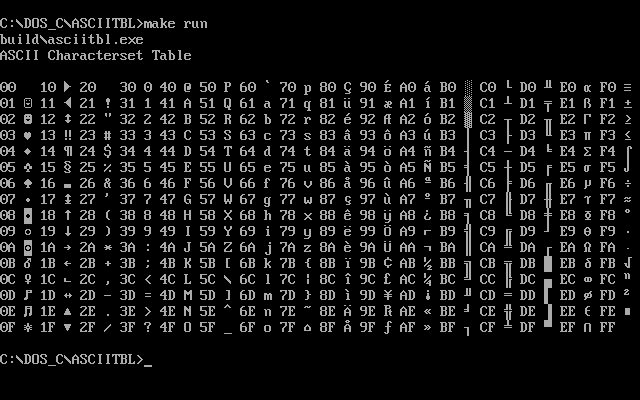 C:\DOS_C\ASCIITBL>make run
build\asciitbl.exe
ASCII Characterset Table
00   10 ► 20   30 0 40 @ 50 P 60 ` 70 p 80 Ç 90 É A0 á B0 ░ C0 └ D0 ╨ E0 α F0 ≡
01 ☺ 11 ◄ 21 ! 31 1 41 A 51 Q 61 a 71 q 81 ü 91 æ A1 í B1 ▒ C1 ┴ D1 ╤ E1 ß F1 ±
02 ☻ 12 ↕ 22 " 32 2 42 B 52 R 62 b 72 r 82 é 92 Æ A2 ó B2 ▓ C2 ┬ D2 ╥ E2 Γ F2 ≥
03 ♥ 13 ‼ 23 # 33 3 43 C 53 S 63 c 73 s 83 â 93 ô A3 ú B3 │ C3 ├ D3 ╙ E3 π F3 ≤
04 ♦ 14 ¶ 24 $ 34 4 44 D 54 T 64 d 74 t 84 ä 94 ö A4 ñ B4 ┤ C4 ─ D4 ╘ E4 Σ F4 ⌠
05 ♣ 15 § 25 % 35 5 45 E 55 U 65 e 75 u 85 à 95 ò A5 Ñ B5 ╡ C5 ┼ D5 ╒ E5 σ F5 ⌡
06 ♠ 16 ▬ 26 & 36 6 46 F 56 V 66 f 76 v 86 å 96 û A6 ª B6 ╢ C6 ╞ D6 ╓ E6 µ F6 ÷
07 • 17 ↨ 27 ' 37 7 47 G 57 W 67 g 77 w 87 ç 97 ù A7 º B7 ╖ C7 ╟ D7 ╫ E7 τ F7 ≈
08 ◘ 18 ↑ 28 ( 38 8 48 H 58 X 68 h 78 x 88 ê 98 ÿ A8 ¿ B8 ╕ C8 ╚ D8 ╪ E8 Φ F8 °
09 ○ 19 ↓ 29 ) 39 9 49 I 59 Y 69 i 79 y 89 ë 99 Ö A9 ⌐ B9 ╣ C9 ╔ D9 ┘ E9 Θ F9 ∙
0A ◙ 1A → 2A * 3A : 4A J 5A Z 6A j 7A z 8A è 9A Ü AA ¬ BA ║ CA ╩ DA ┌ EA Ω FA ·
0B ♂ 1B ← 2B + 3B ; 4B K 5B [ 6B k 7B { 8B ï 9B ¢ AB ½ BB ╗ CB ╦ DB █ EB δ FB √
0C ♀ 1C ∟ 2C , 3C < 4C L 5C \ 6C l 7C | 8C î 9C £ AC ¼ BC ╝ CC ╠ DC ▄ EC ∞ FC ⁿ
0D ♪ 1D ↔ 2D - 3D = 4D M 5D ] 6D m 7D } 8D ì 9D ¥ AD ¡ BD ╜ CD ═ DD ▌ ED φ FD ²
0E ♫ 1E ▲ 2E . 3E > 4E N 5E ^ 6E n 7E ~ 8E Ä 9E ₧ AE « BE ╛ CE ╬ DE ▐ EE ε FE ■
0F ☼ 1F ▼ 2F / 3F ? 4F O 5F _ 6F o 7F ⌂ 8F Å 9F ƒ AF » BF ┐ CF ╧ DF ▀ EF ∩ FF
C:\DOS_C\ASCIITBL>_